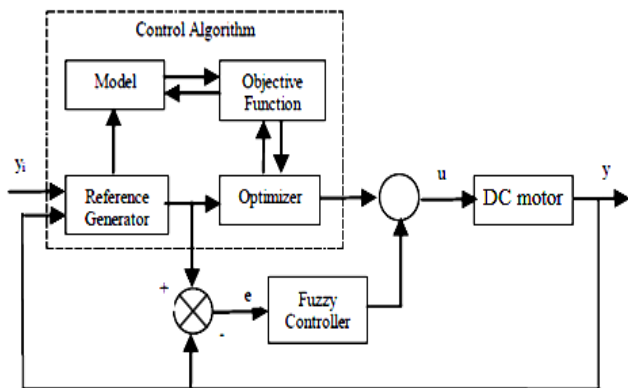 Control Algorithm
Model
Objective
Function
yi
Reference
Generator
Optimizer
u
DC motor
y
+
-
e
Fuzzy
Controller